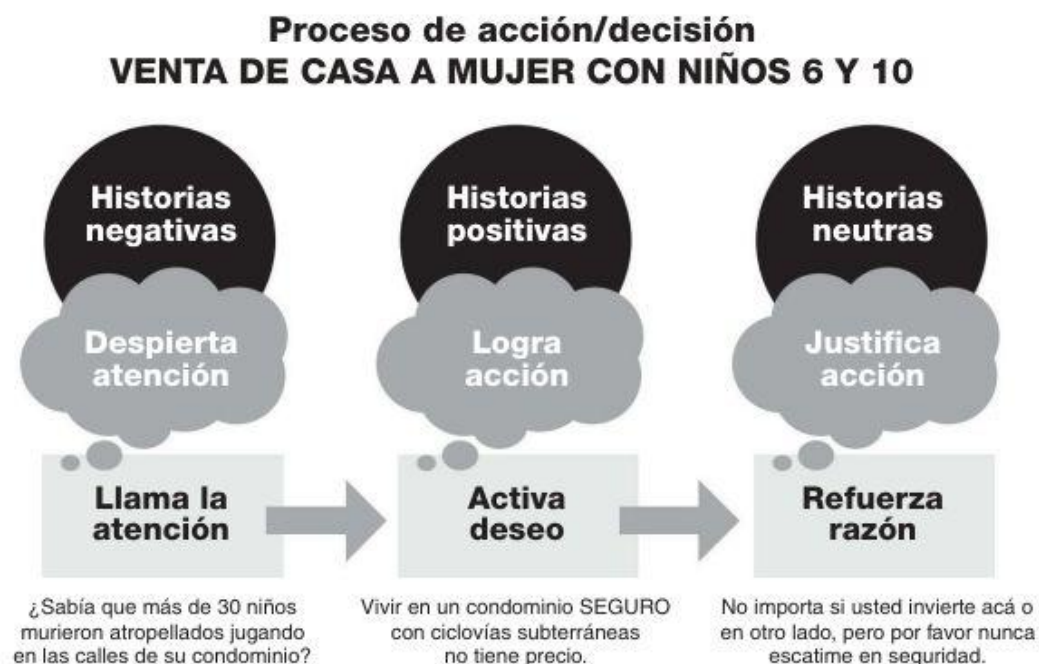 Proceso de acción/decisión
VENTA DE CASA A MUJER CON NIÑOS 6 Y 10
Historias
negativas
Despierta
atención
Llama la
atención
¿Sabía que más de 30 niños
murieron atropellados jugando
en las calles de su condominio?
Historias
positivas
Logra
acción
Activa
deseo
Vivir en un condominio SEGURO
con ciclovías subterráneas
no tiene precio.
Historias
neutras
Justifica
acción
Refuerza
razón
No importa si usted invierte acá o
en otro lado, pero por favor nunca
escatime en seguridad.